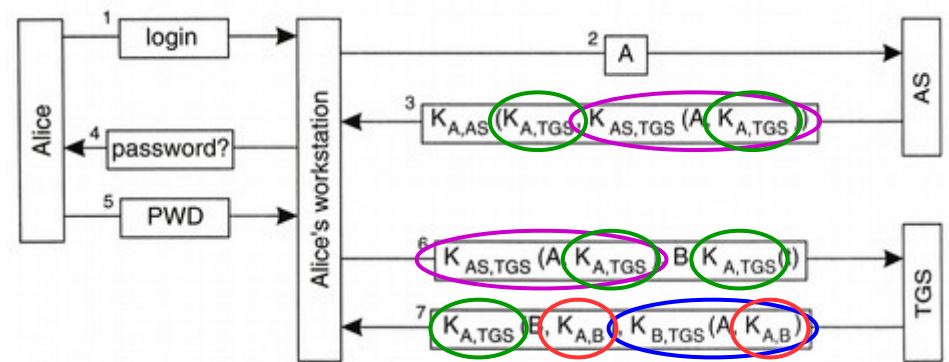 1 login
2 A
3 K_A,AS (K_A,TGS, K_AS,TGS (A, K_A,TGS))
4 password?
5 PWD
6 K_AS,TGS (A, K_A,TGS), B, K_A,TGS(t)
7 K_A,TGS (B, K_A,B), K_B,TGS (A, K_A,B)
Alice
Alice's workstation
AS
TGS